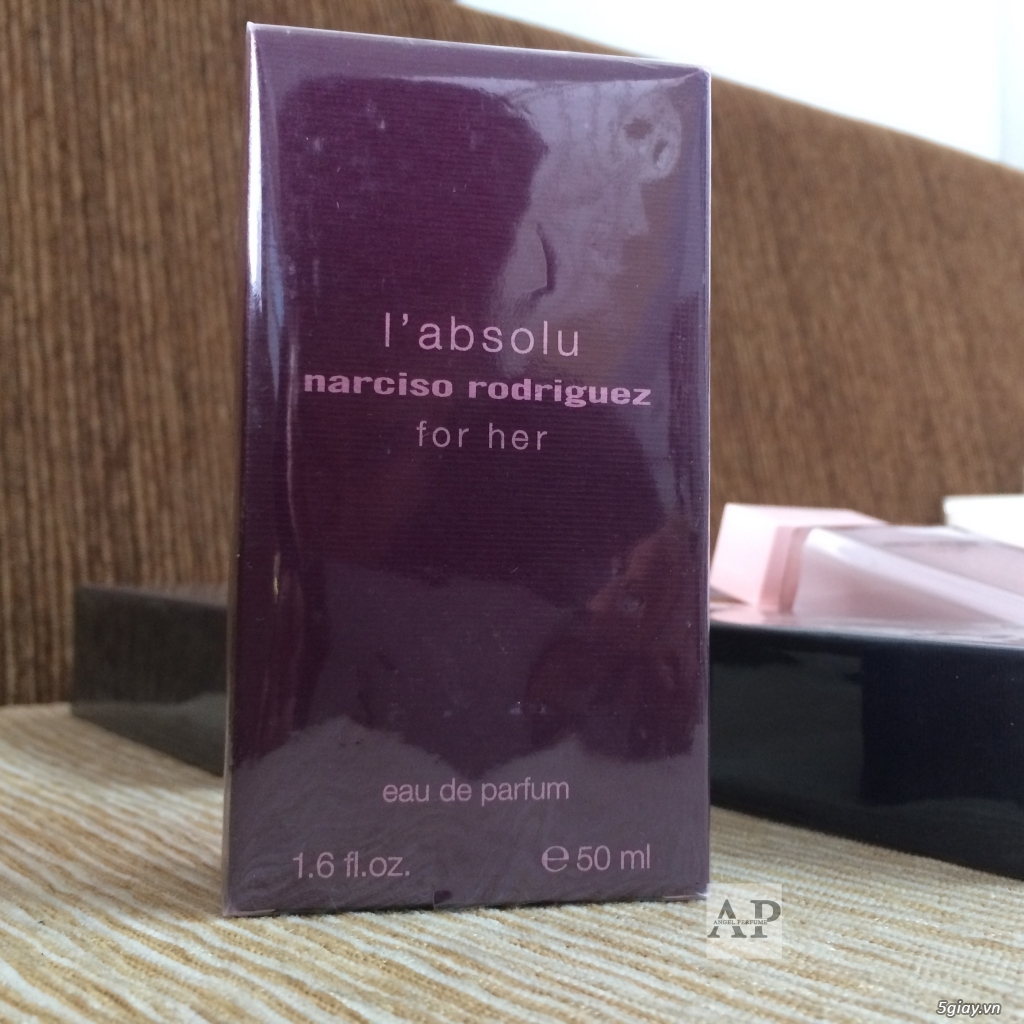 l'absolu
narciso rodriguez
for her
eau de parfum
1.6 fl.oz. ℮ 50 ml
AP
ANGEL PERFUME
5giay.vn